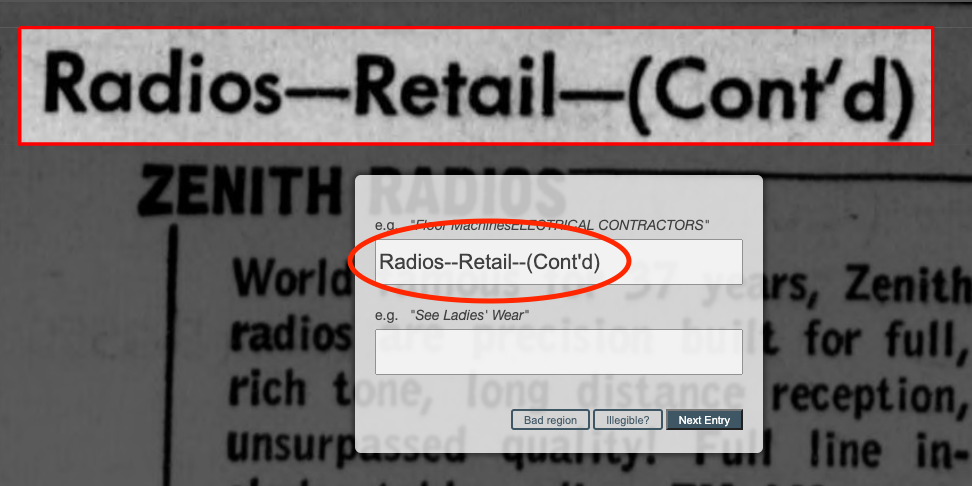 Radios—Retail—(Cont'd)
ZENITH RADIOS
e.g. "Floor MachinesELECTRICAL CONTRACTORS"
Radios--Retail--(Cont'd)
World famous for 37 years, Zenith
e.g. "See Ladies' Wear"
radios are precision built for full,
rich tone, long distance reception,
Bad region Illegible? Next Entry
unsurpassed quality! Full line in-